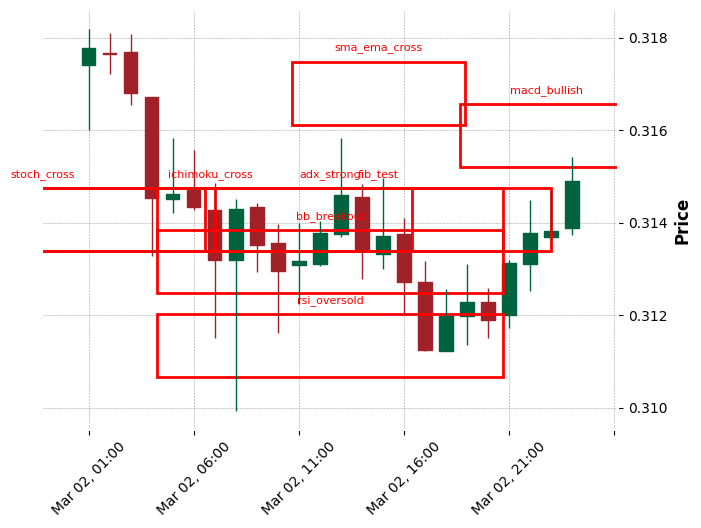 sma_ema_cross
macd_bullish
stoch_cross
ichimoku_cross
adx_strong
fib_test
bb_breakout
rsi_oversold
0.318
0.316
0.314
0.312
0.310
Price
Mar 02, 01:00
Mar 02, 06:00
Mar 02, 11:00
Mar 02, 16:00
Mar 02, 21:00